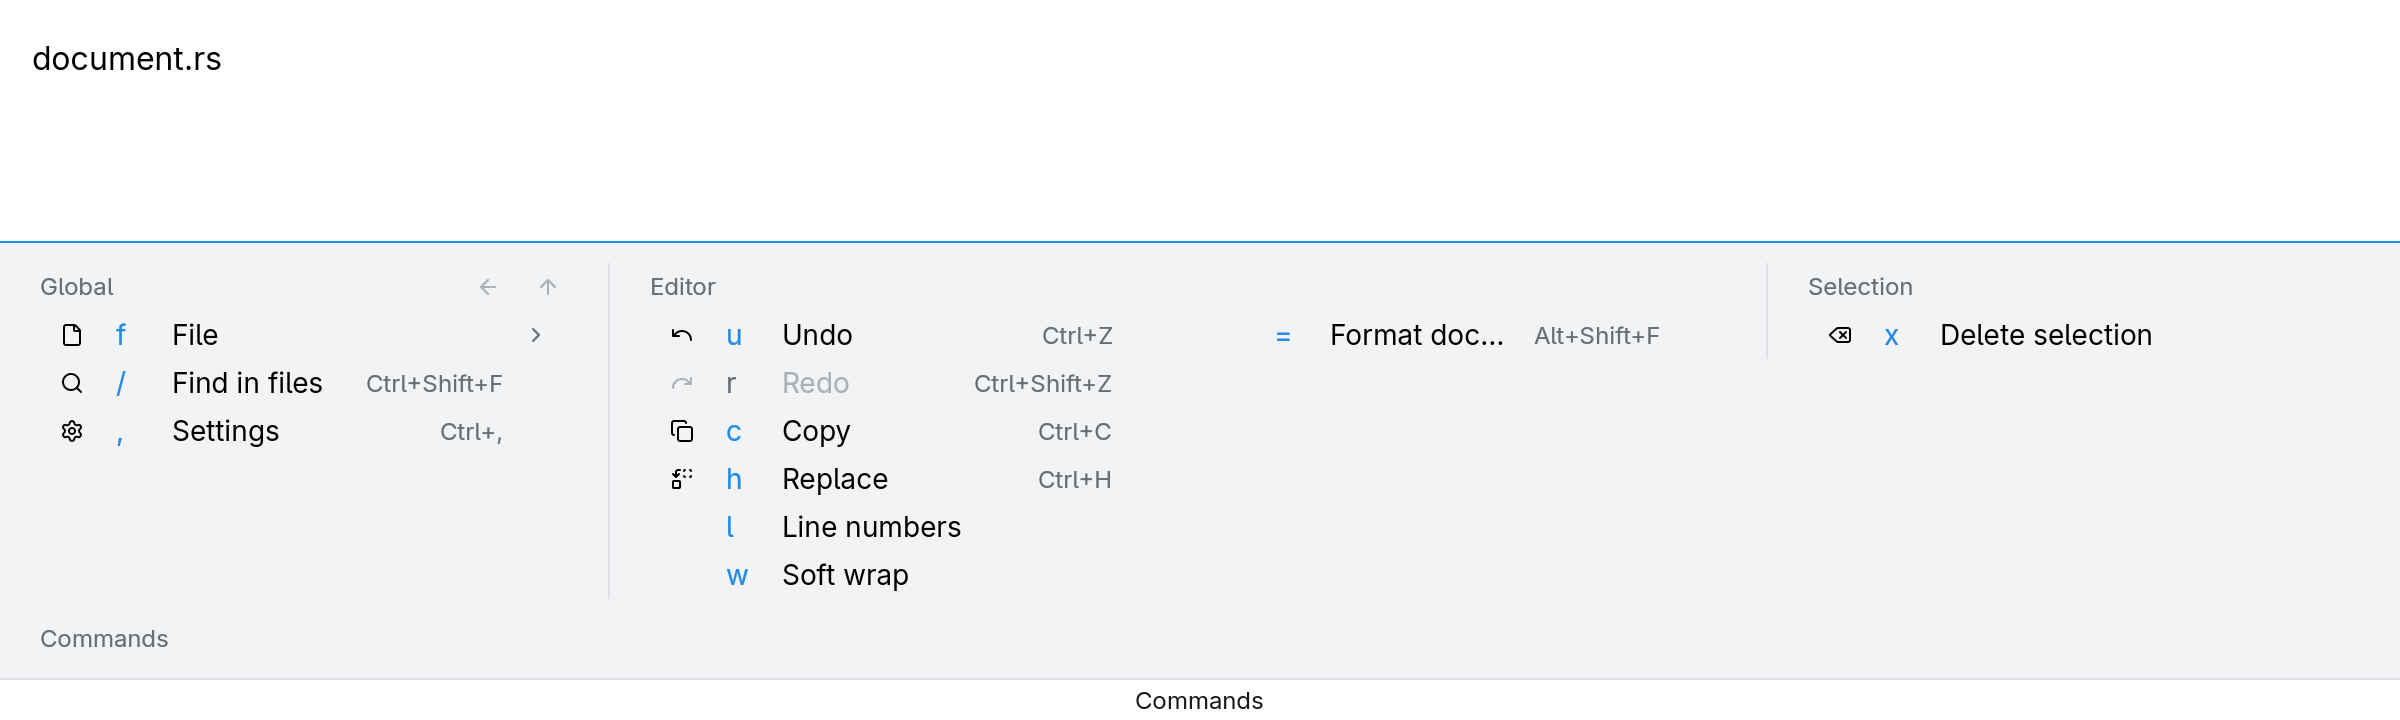 document.rs
Global
f File
/ Find in files Ctrl+Shift+F
, Settings Ctrl+,
Editor
u Undo Ctrl+Z
r Redo Ctrl+Shift+Z
c Copy Ctrl+C
h Replace Ctrl+H
l Line numbers
w Soft wrap
= Format doc... Alt+Shift+F
Selection
x Delete selection
Commands
Commands